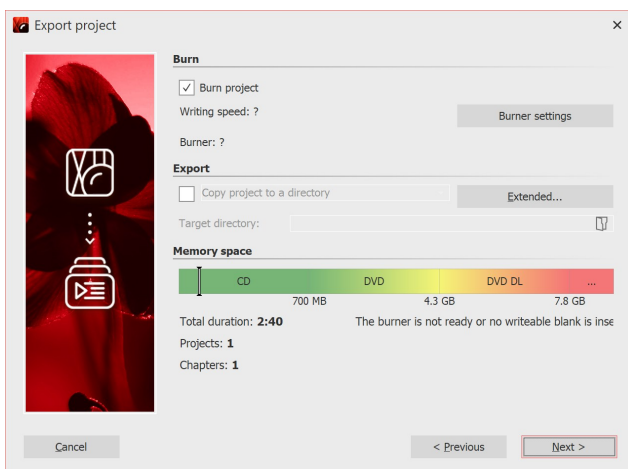 Export project
Burn
Burn project
Writing speed: ?
Burner settings
Burner: ?
Export
Copy project to a directory
Extended...
Target directory:
Memory space
CD DVD DVD DL ...
700 MB 4.3 GB 7.8 GB
Total duration: 2:40 The burner is not ready or no writeable blank is inse
Projects: 1
Chapters: 1
Cancel < Previous Next >